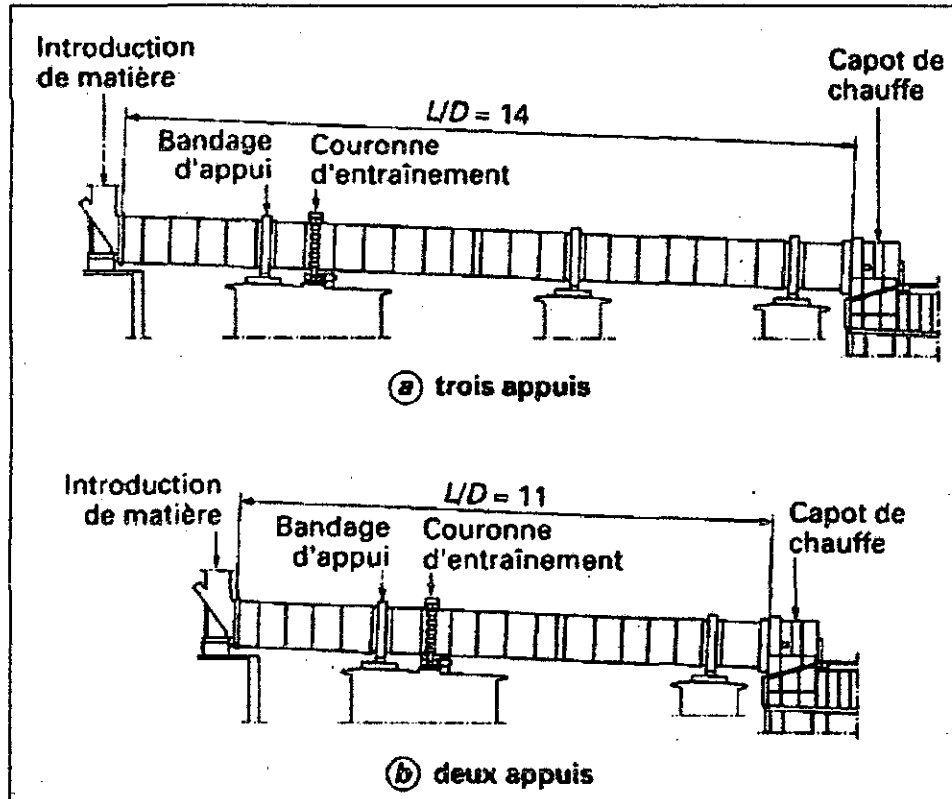 Introduction
de matière
Capot de
chauffe
L/D = 14
Bandage
d'appui
Couronne
d'entraînement
a trois appuis
Introduction
de matière
L/D = 11
Bandage
d'appui
Couronne
d'entraînement
Capot de
chauffe
b deux appuis